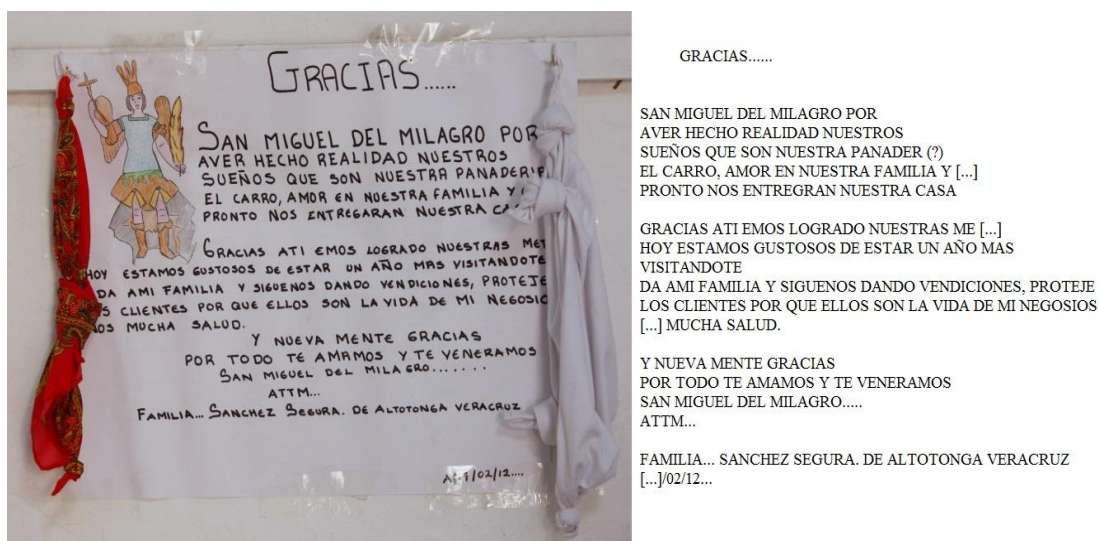 GRACIAS......
SAN MIGUEL DEL MILAGRO POR
AVER HECHO REALIDAD NUESTROS
SUEÑOS QUE SON NUESTRA
EL CARRO, AMOR EN NUESTRA FAMILIA Y
PRONTO NOS ENTREGARAN NUESTRA
GRACIAS ATI EMOS LOGRADO NUESTRAS
HOY ESTAMOS GUSTOSOS DE ESTAR UN AÑO MAS VISITANDOTE
DA AMI FAMILIA Y SIGUENOS DANDO VENDICIONES, PROTEJE
CLIENTES POR QUE ELLOS SON LA VIDA DE MI
MUCHA SALUD.
Y NUEVA MENTE GRACIAS
POR TODO TE AMAMOS Y TE VENERAMOS
SAN MIGUEL DEL MILAGRO.......
ATTM...
FAMILIA... SANCHEZ SEGURA. DE ALTOTONGA VERACRUZ
/02/12....
GRACIAS......
SAN MIGUEL DEL MILAGRO POR
AVER HECHO REALIDAD NUESTROS
SUEÑOS QUE SON NUESTRA PANADER (?)
EL CARRO, AMOR EN NUESTRA FAMILIA Y [...]
PRONTO NOS ENTREGRAN NUESTRA CASA
GRACIAS ATI EMOS LOGRADO NUESTRAS ME [...]
HOY ESTAMOS GUSTOSOS DE ESTAR UN AÑO MAS
VISITANDOTE
DA AMI FAMILIA Y SIGUENOS DANDO VENDICIONES, PROTEJE
LOS CLIENTES POR QUE ELLOS SON LA VIDA DE MI NEGOSIOS
[...] MUCHA SALUD.
Y NUEVA MENTE GRACIAS
POR TODO TE AMAMOS Y TE VENERAMOS
SAN MIGUEL DEL MILAGRO.....
ATTM...
FAMILIA... SANCHEZ SEGURA. DE ALTOTONGA VERACRUZ
[...]/02/12...